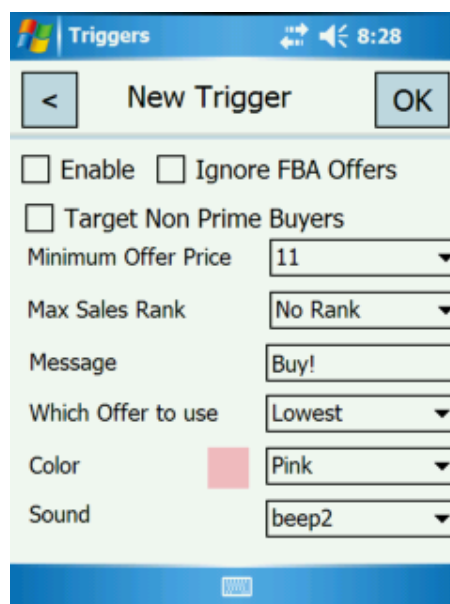 Triggers 8:28
< New Trigger OK
Enable Ignore FBA Offers
Target Non Prime Buyers
Minimum Offer Price 11
Max Sales Rank No Rank
Message Buy!
Which Offer to use Lowest
Color Pink
Sound beep2